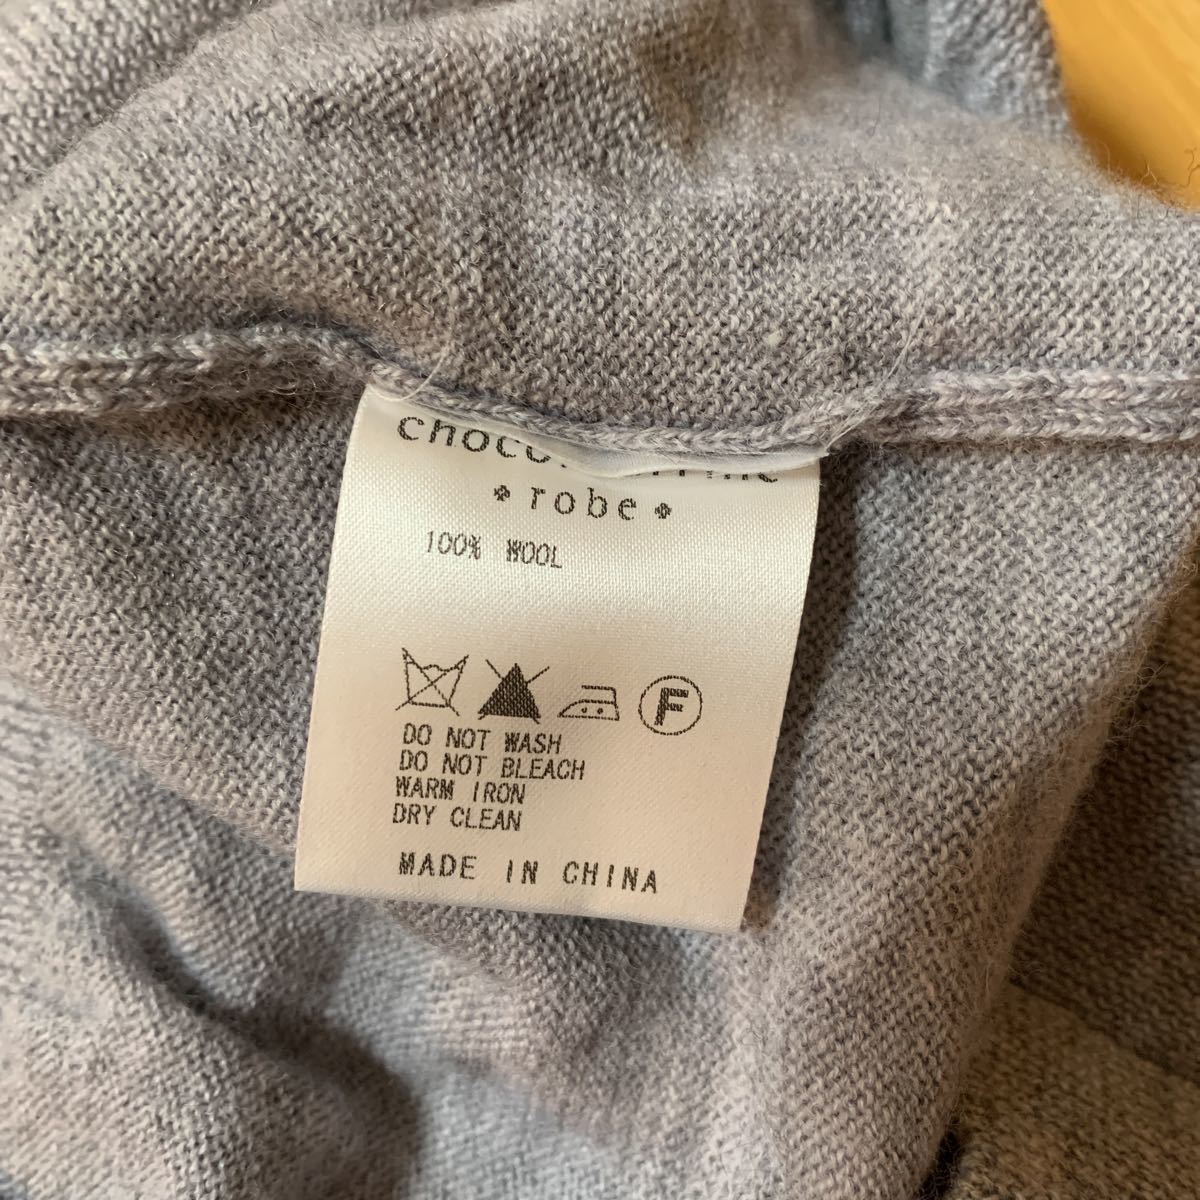 robe
100% WOOL
F
DO NOT WASH
DO NOT BLEACH
WARM IRON
DRY CLEAN
MADE IN CHINA